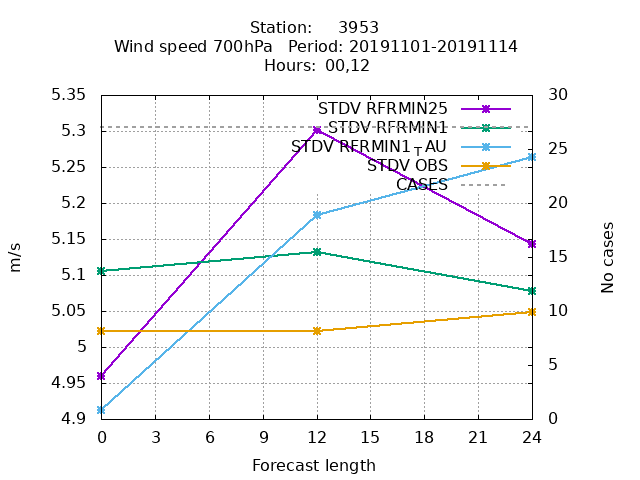 Station: 3953
Wind speed 700hPa Period: 20191101-20191114
Hours: 00,12
STDV RFRMIN25
STDV RFRMIN1
STDV RFRMIN1TAU
STDV OBS
CASES
5.35
5.3
5.25
5.2
5.15
5.1
5.05
5
4.95
4.9
m/s
30
25
20
15
10
5
0
No cases
0 3 6 9 12 15 18 21 24
Forecast length